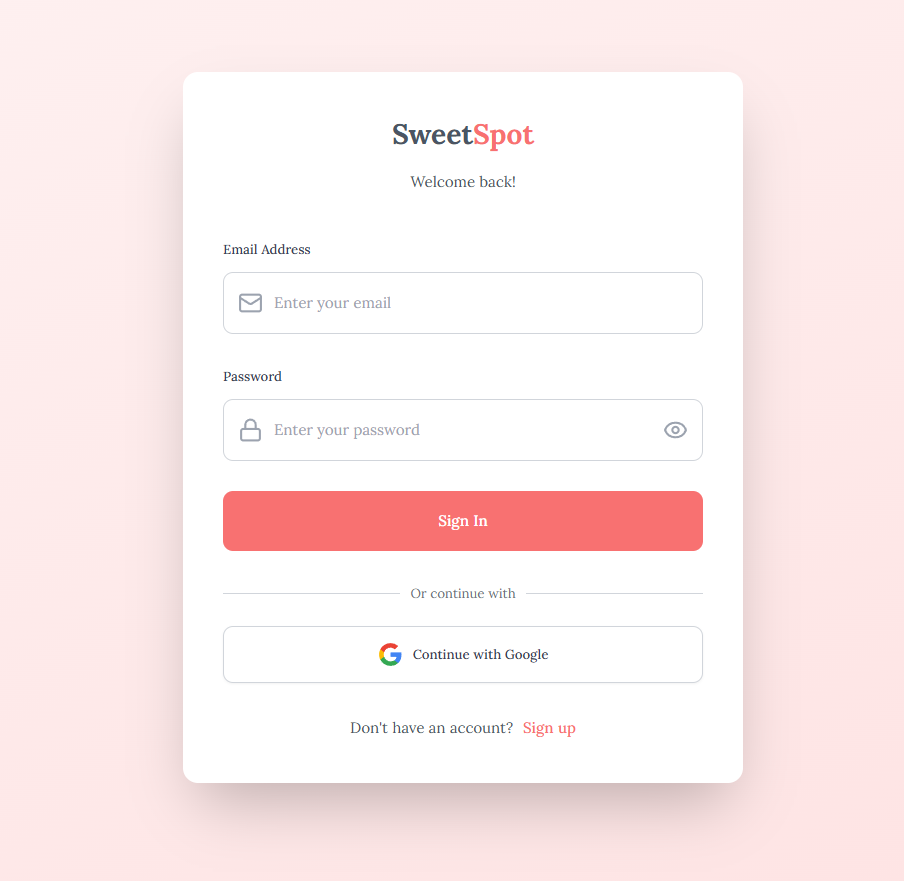 SweetSpot
Welcome back!
Email Address
Enter your email
Password
Enter your password
Sign In
Or continue with
Continue with Google
Don't have an account? Sign up